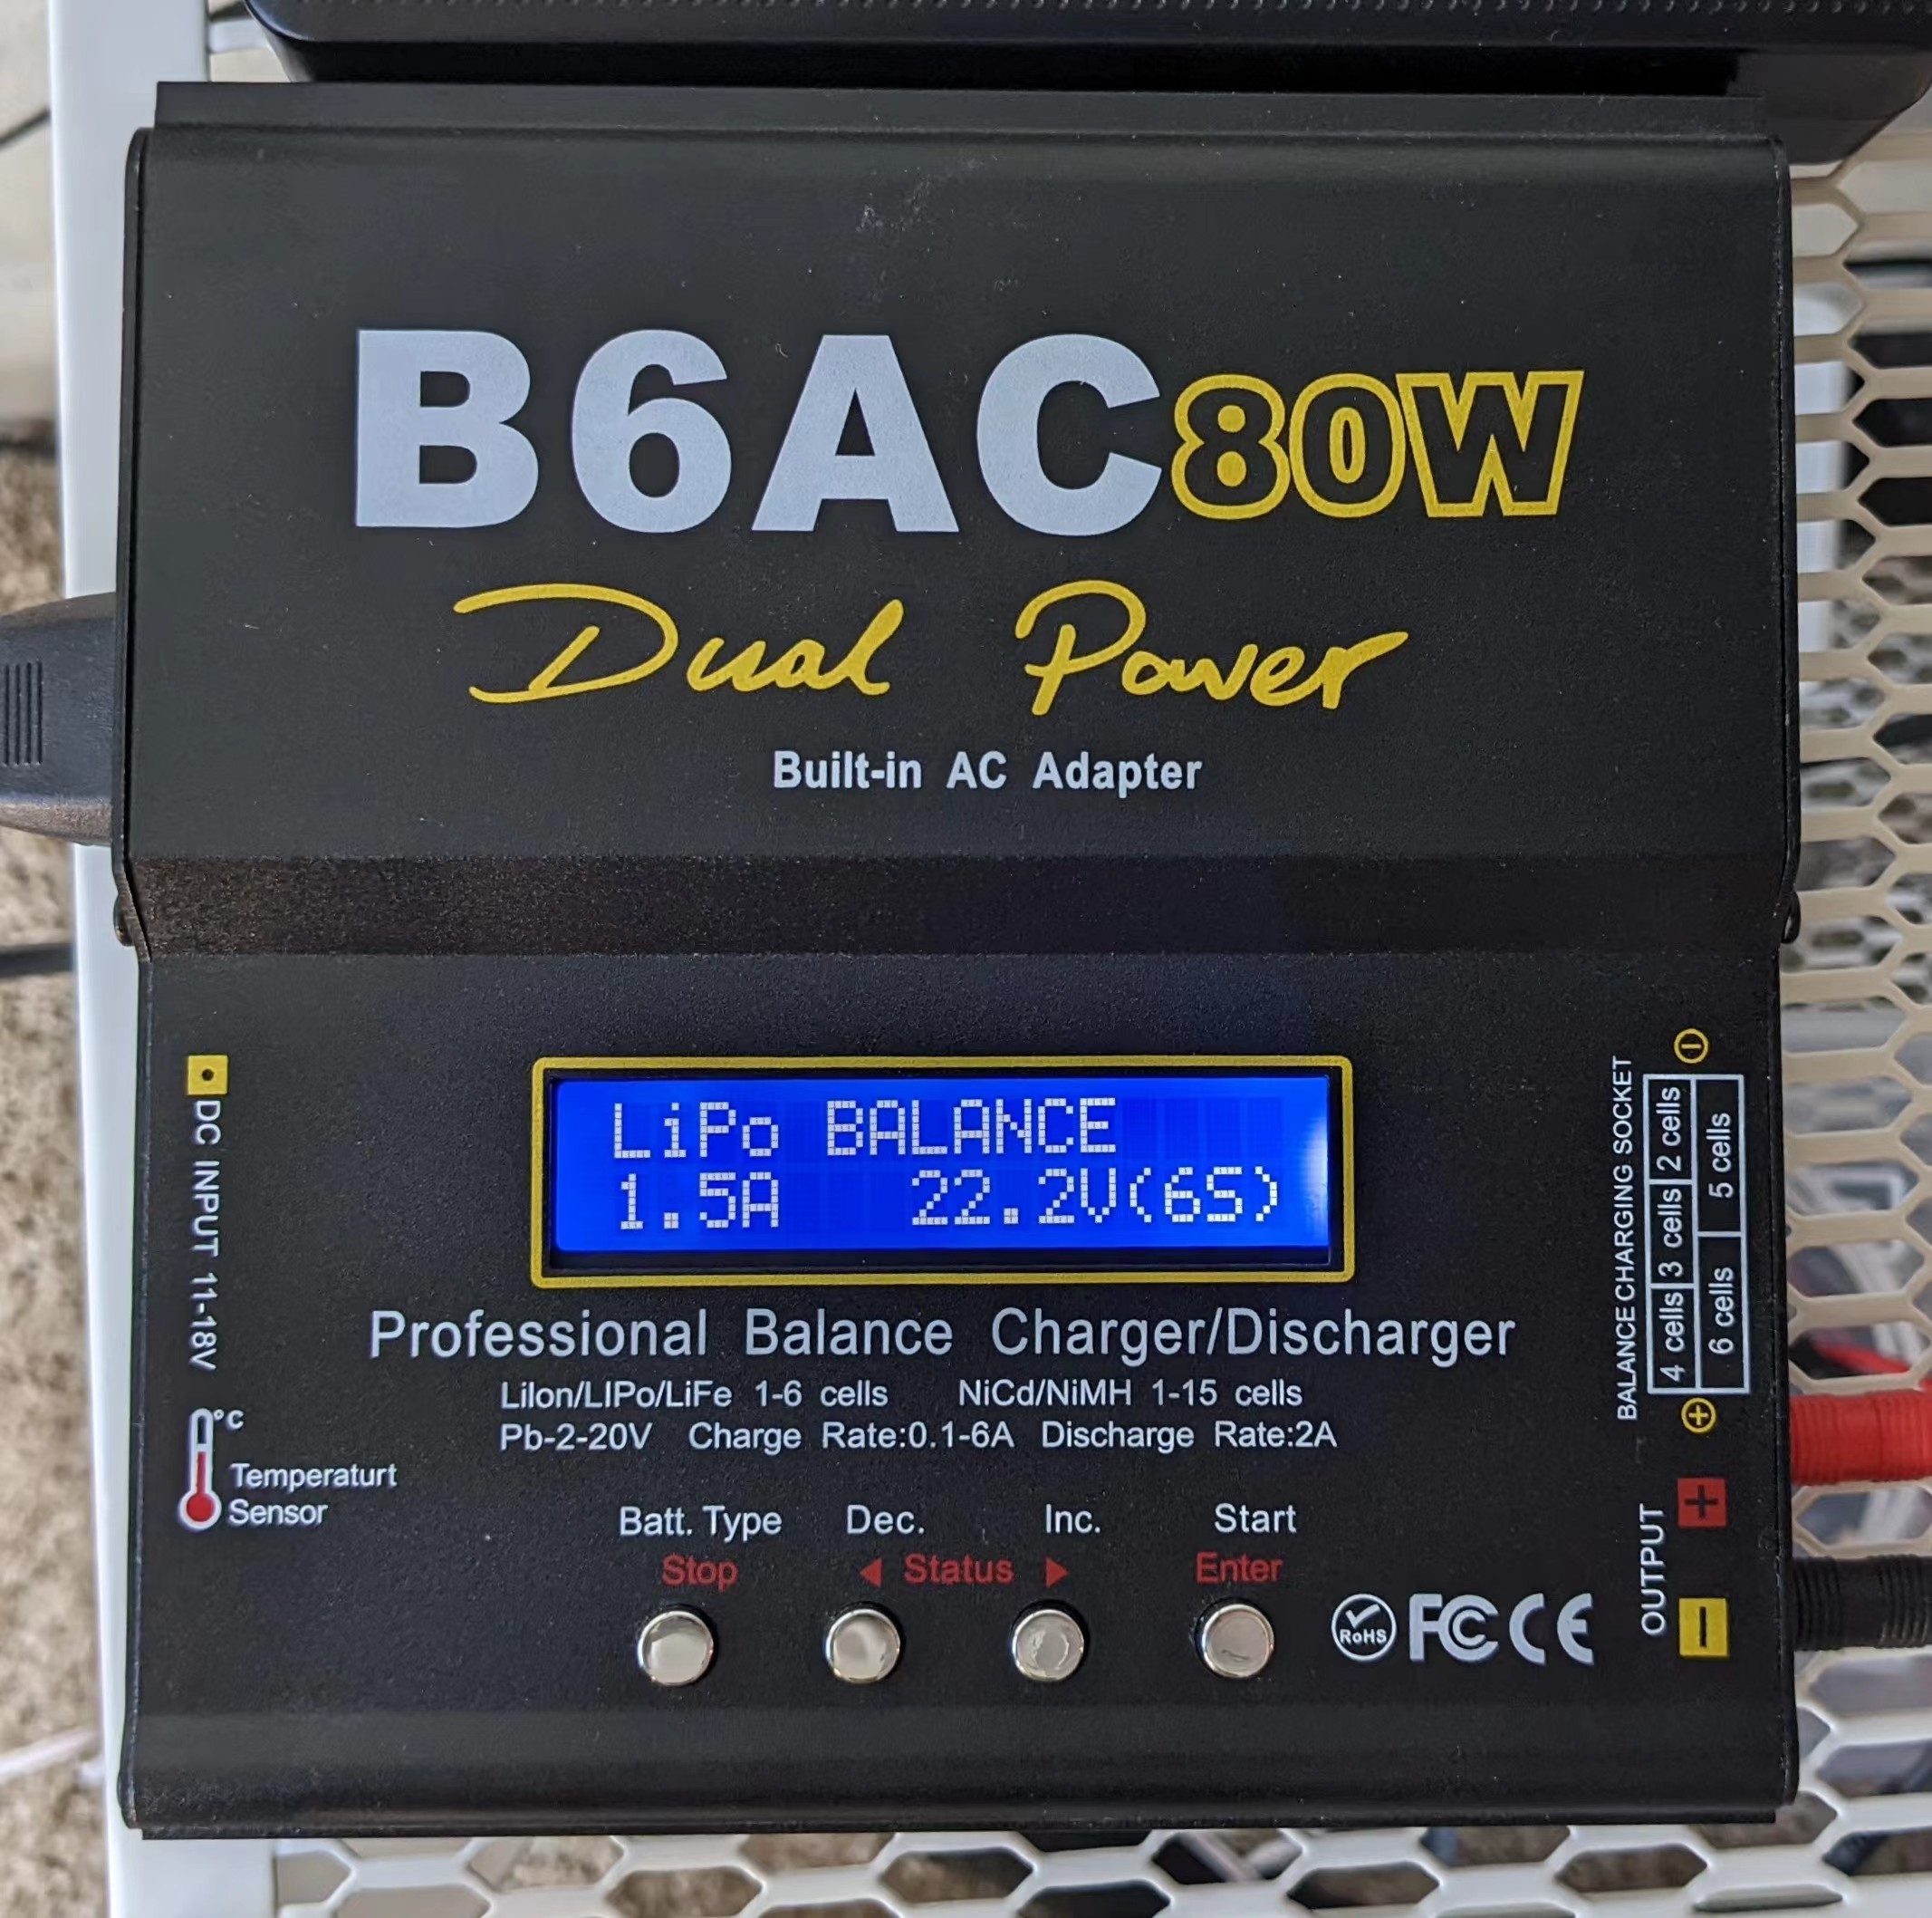 B6AC80W
Dual Power
Built-in AC Adapter
DC INPUT 11-18V
LiPo BALANCE
1.5A 22.2V(6S)
BALANCE CHARGING SOCKET
4 cells 3 cells 2 cells
6 cells 5 cells
Professional Balance Charger/Discharger
LiIon/LIPo/LiFe 1-6 cells NiCd/NiMH 1-15 cells
Pb-2-20V Charge Rate:0.1-6A Discharge Rate:2A
°C
Temperaturt
Sensor
Batt. Type Dec. Inc. Start
Stop ◀ Status ▶ Enter
RoHS FC CE
OUTPUT
+
−